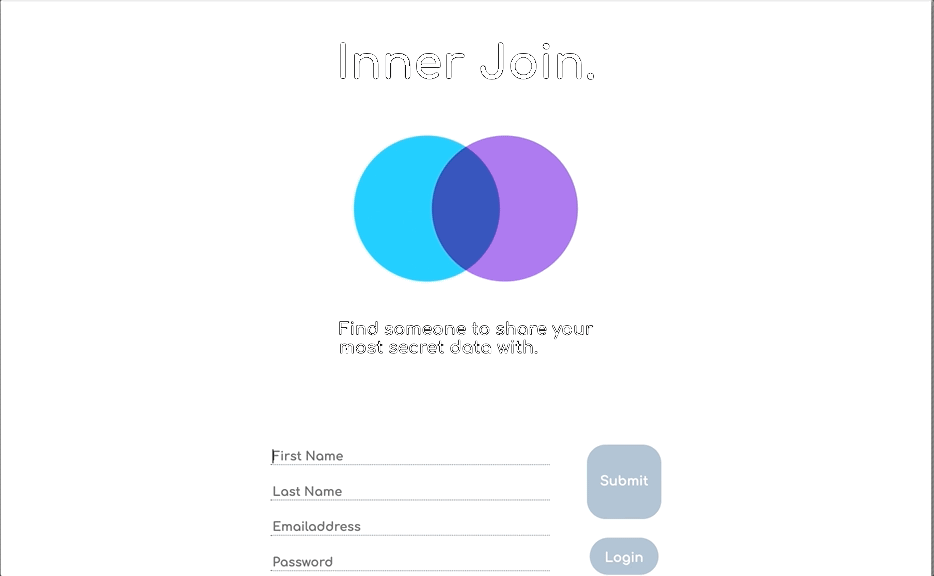 Inner Join.
Find someone to share your
most secret data with.
First Name
Last Name
Emailaddress
Password
Submit
Login